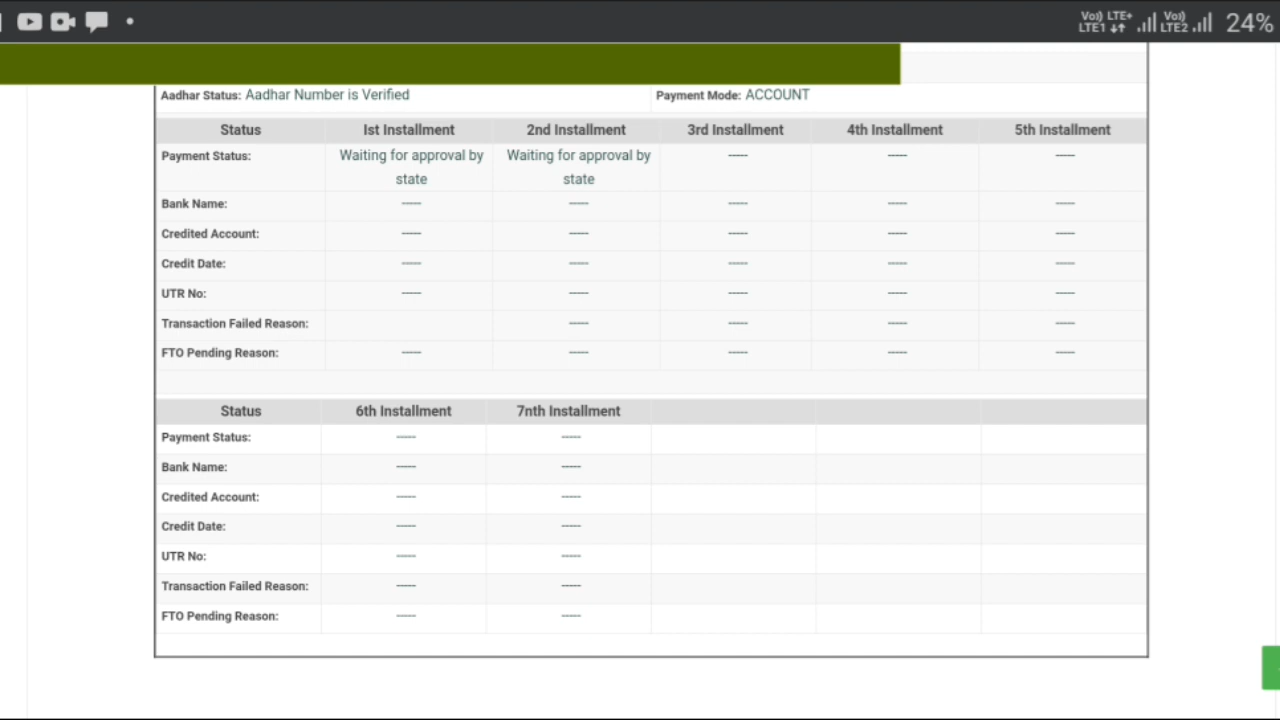 Vo) LTE+ Vo) 24%
LTE1 LTE2
Aadhar Status: Aadhar Number is Verified Payment Mode: ACCOUNT
Status Ist Installment 2nd Installment 3rd Installment 4th Installment 5th Installment
Payment Status: Waiting for approval by state Waiting for approval by state ----- ----- -----
Bank Name: ----- ----- ----- ----- -----
Credited Account: ----- ----- ----- ----- -----
Credit Date: ----- ----- ----- ----- -----
UTR No: ----- ----- ----- ----- -----
Transaction Failed Reason: ----- ----- ----- -----
FTO Pending Reason: ----- ----- ----- ----- -----
Status 6th Installment 7nth Installment
Payment Status: ----- -----
Bank Name: ----- -----
Credited Account: ----- -----
Credit Date: ----- -----
UTR No: ----- -----
Transaction Failed Reason: ----- -----
FTO Pending Reason: ----- -----